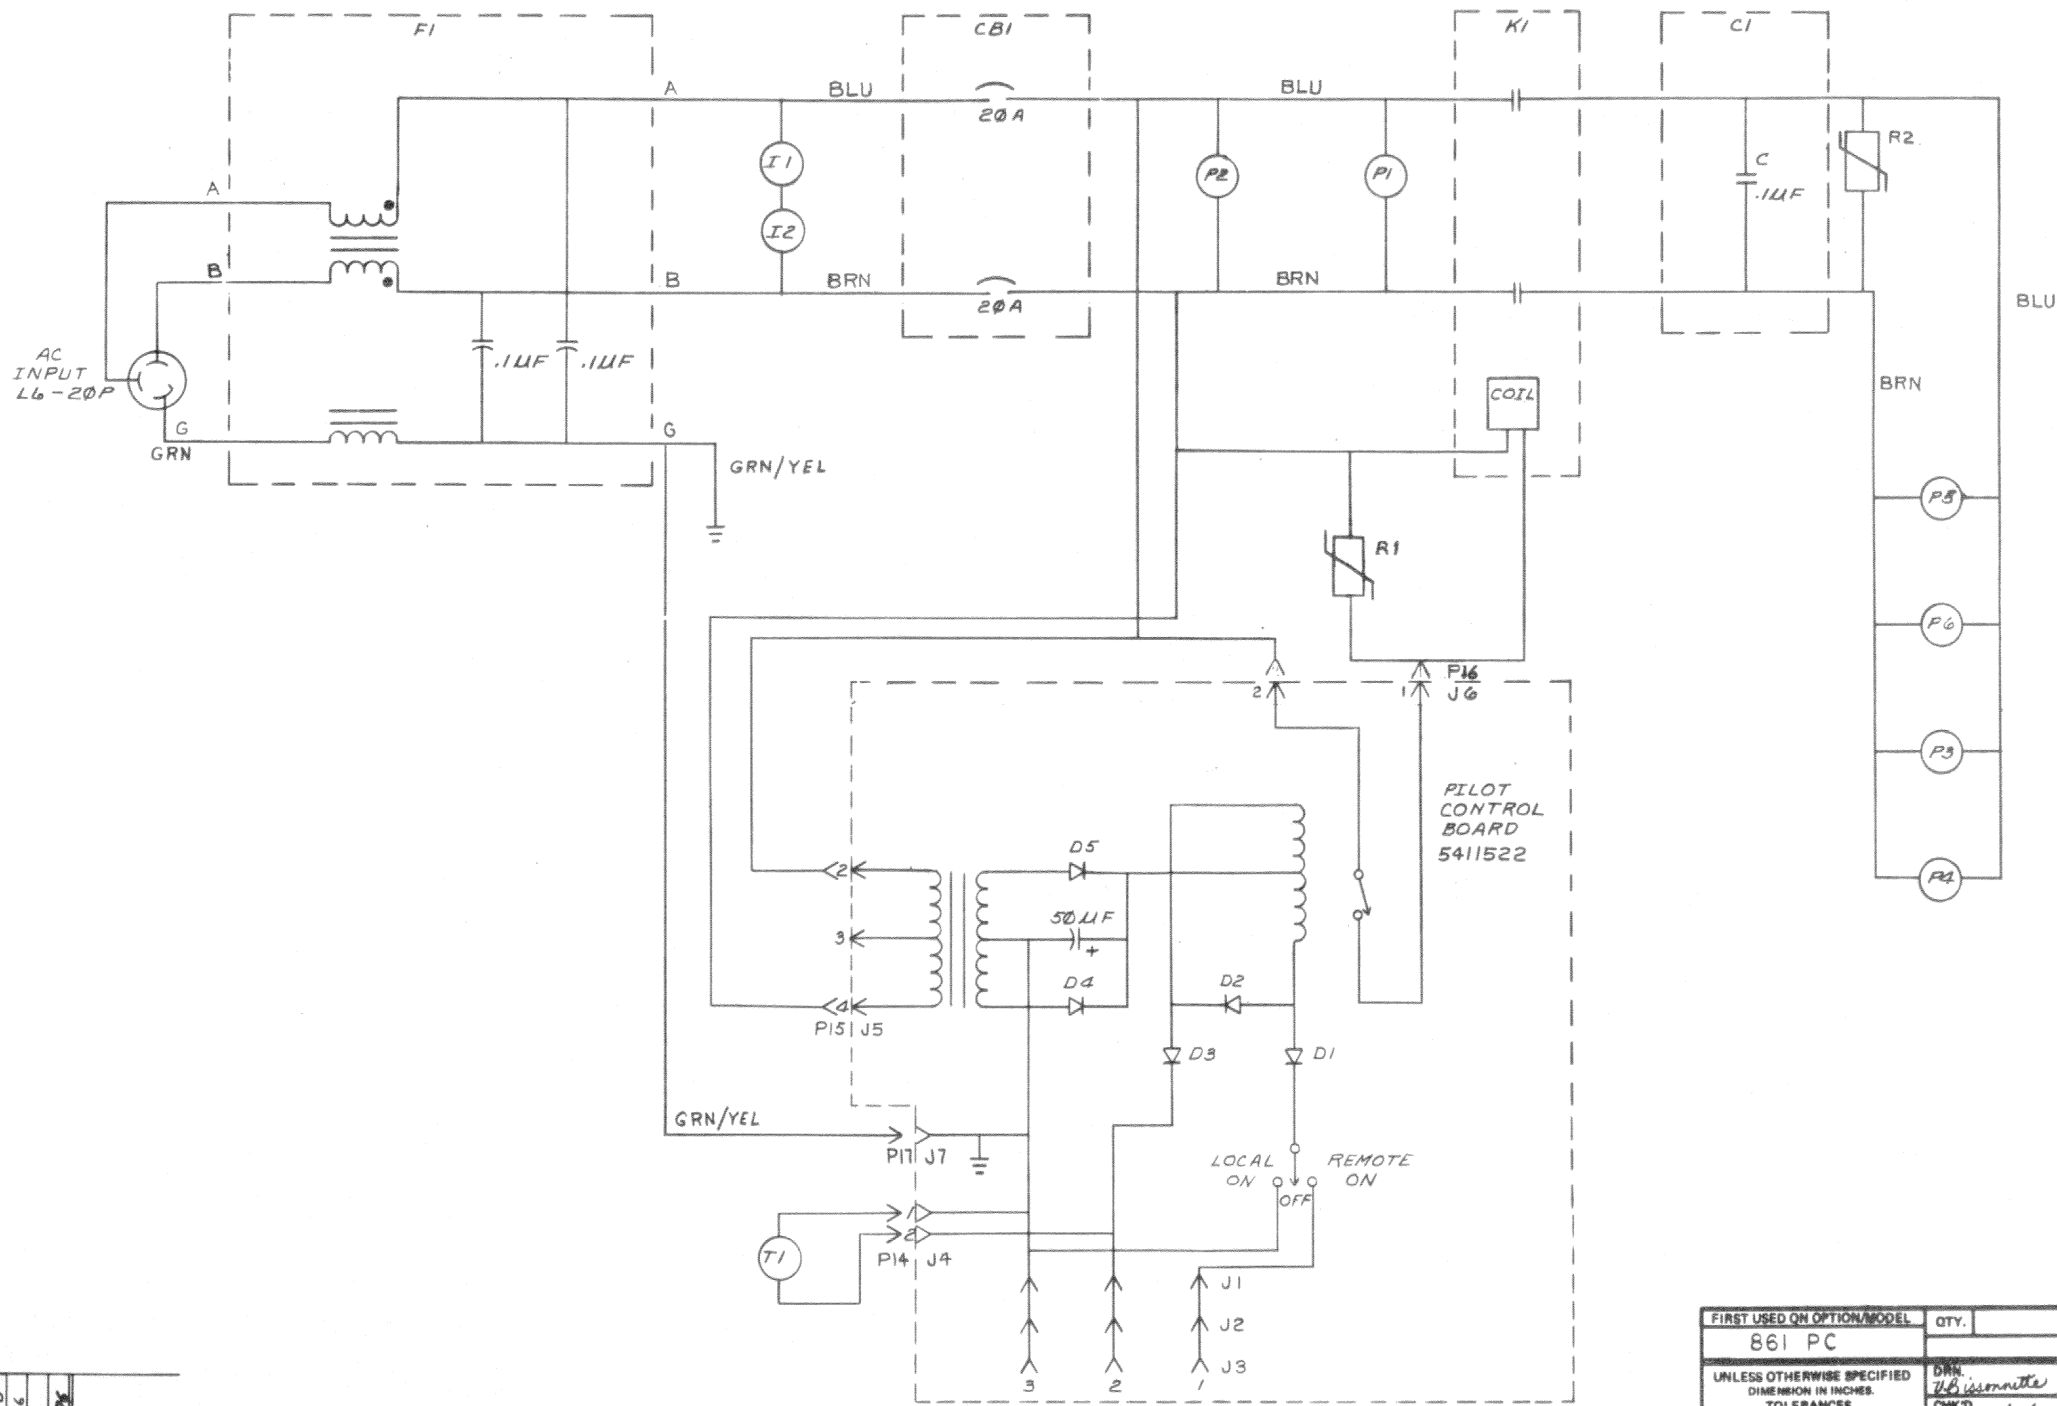 F1
CB1
K1
C1
A
BLU
20A
BLU
I1
I2
P2
P1
C
.1UF
R2
A
B
B
BRN
20A
BRN
BLU
AC
INPUT
L6-20P
.1UF
.1UF
COIL
BRN
G
GRN
G
GRN/YEL
P5
R1
P6
P16
2
1
J6
P3
PILOT
CONTROL
BOARD
5411522
D5
2
P4
50UF
+
3
D4
D2
4
P15
J5
D3
D1
GRN/YEL
P17
J7
LOCAL
ON
REMOTE
ON
OFF
1
2
T1
P14
J4
J1
J2
J3
3
2
1
FIRST USED ON OPTION/MODEL
QTY.
861 PC
UNLESS OTHERWISE SPECIFIED
DIMENSION IN INCHES.
TOLERANCES
DRN.
V Bissonnette
CHK'D